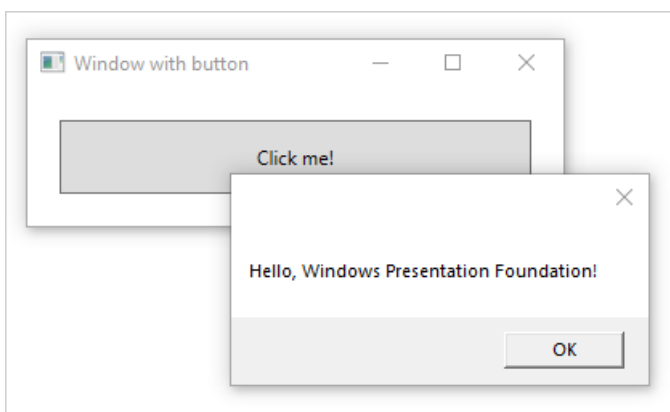 Window with button
Click me!
Hello, Windows Presentation Foundation!
OK